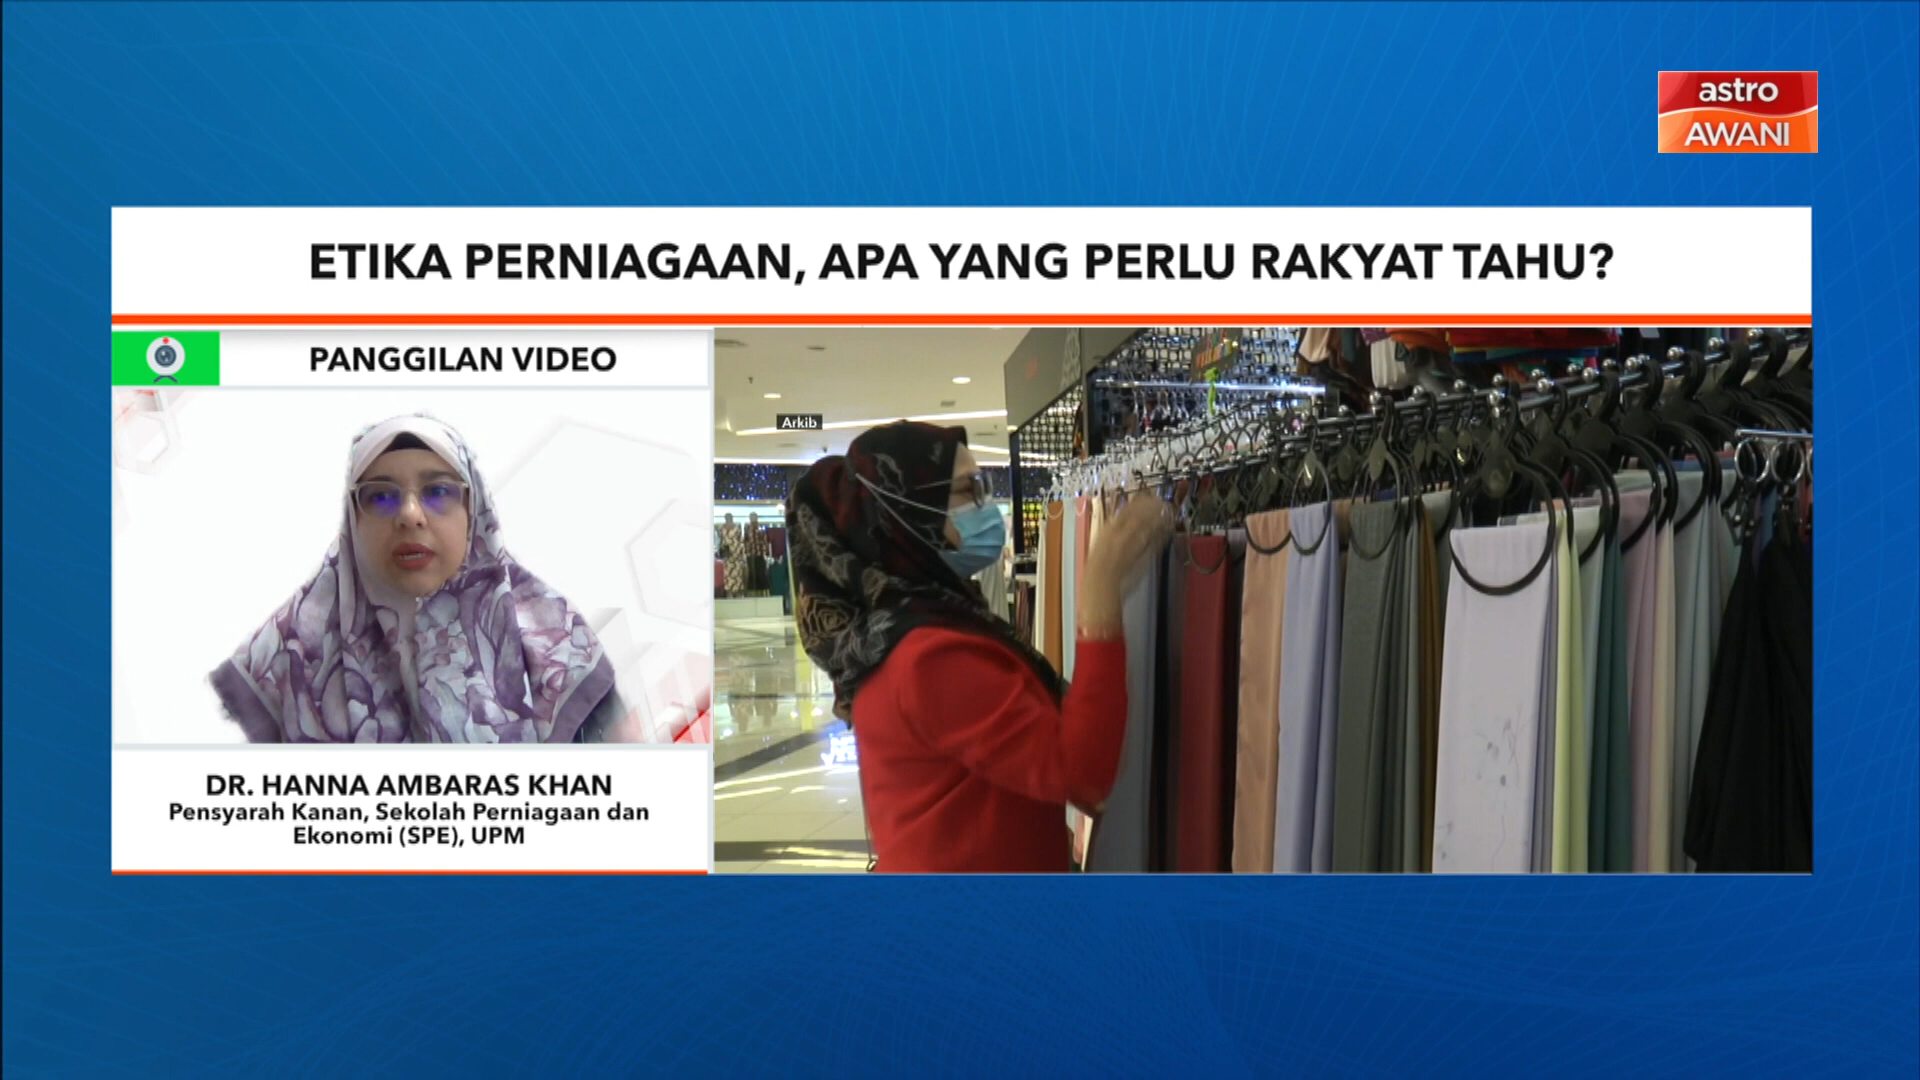 astro
AWANI
ETIKA PERNIAGAAN, APA YANG PERLU RAKYAT TAHU?
PANGGILAN VIDEO
Arkib
DR. HANNA AMBARAS KHAN
Pensyarah Kanan, Sekolah Perniagaan dan
Ekonomi (SPE), UPM